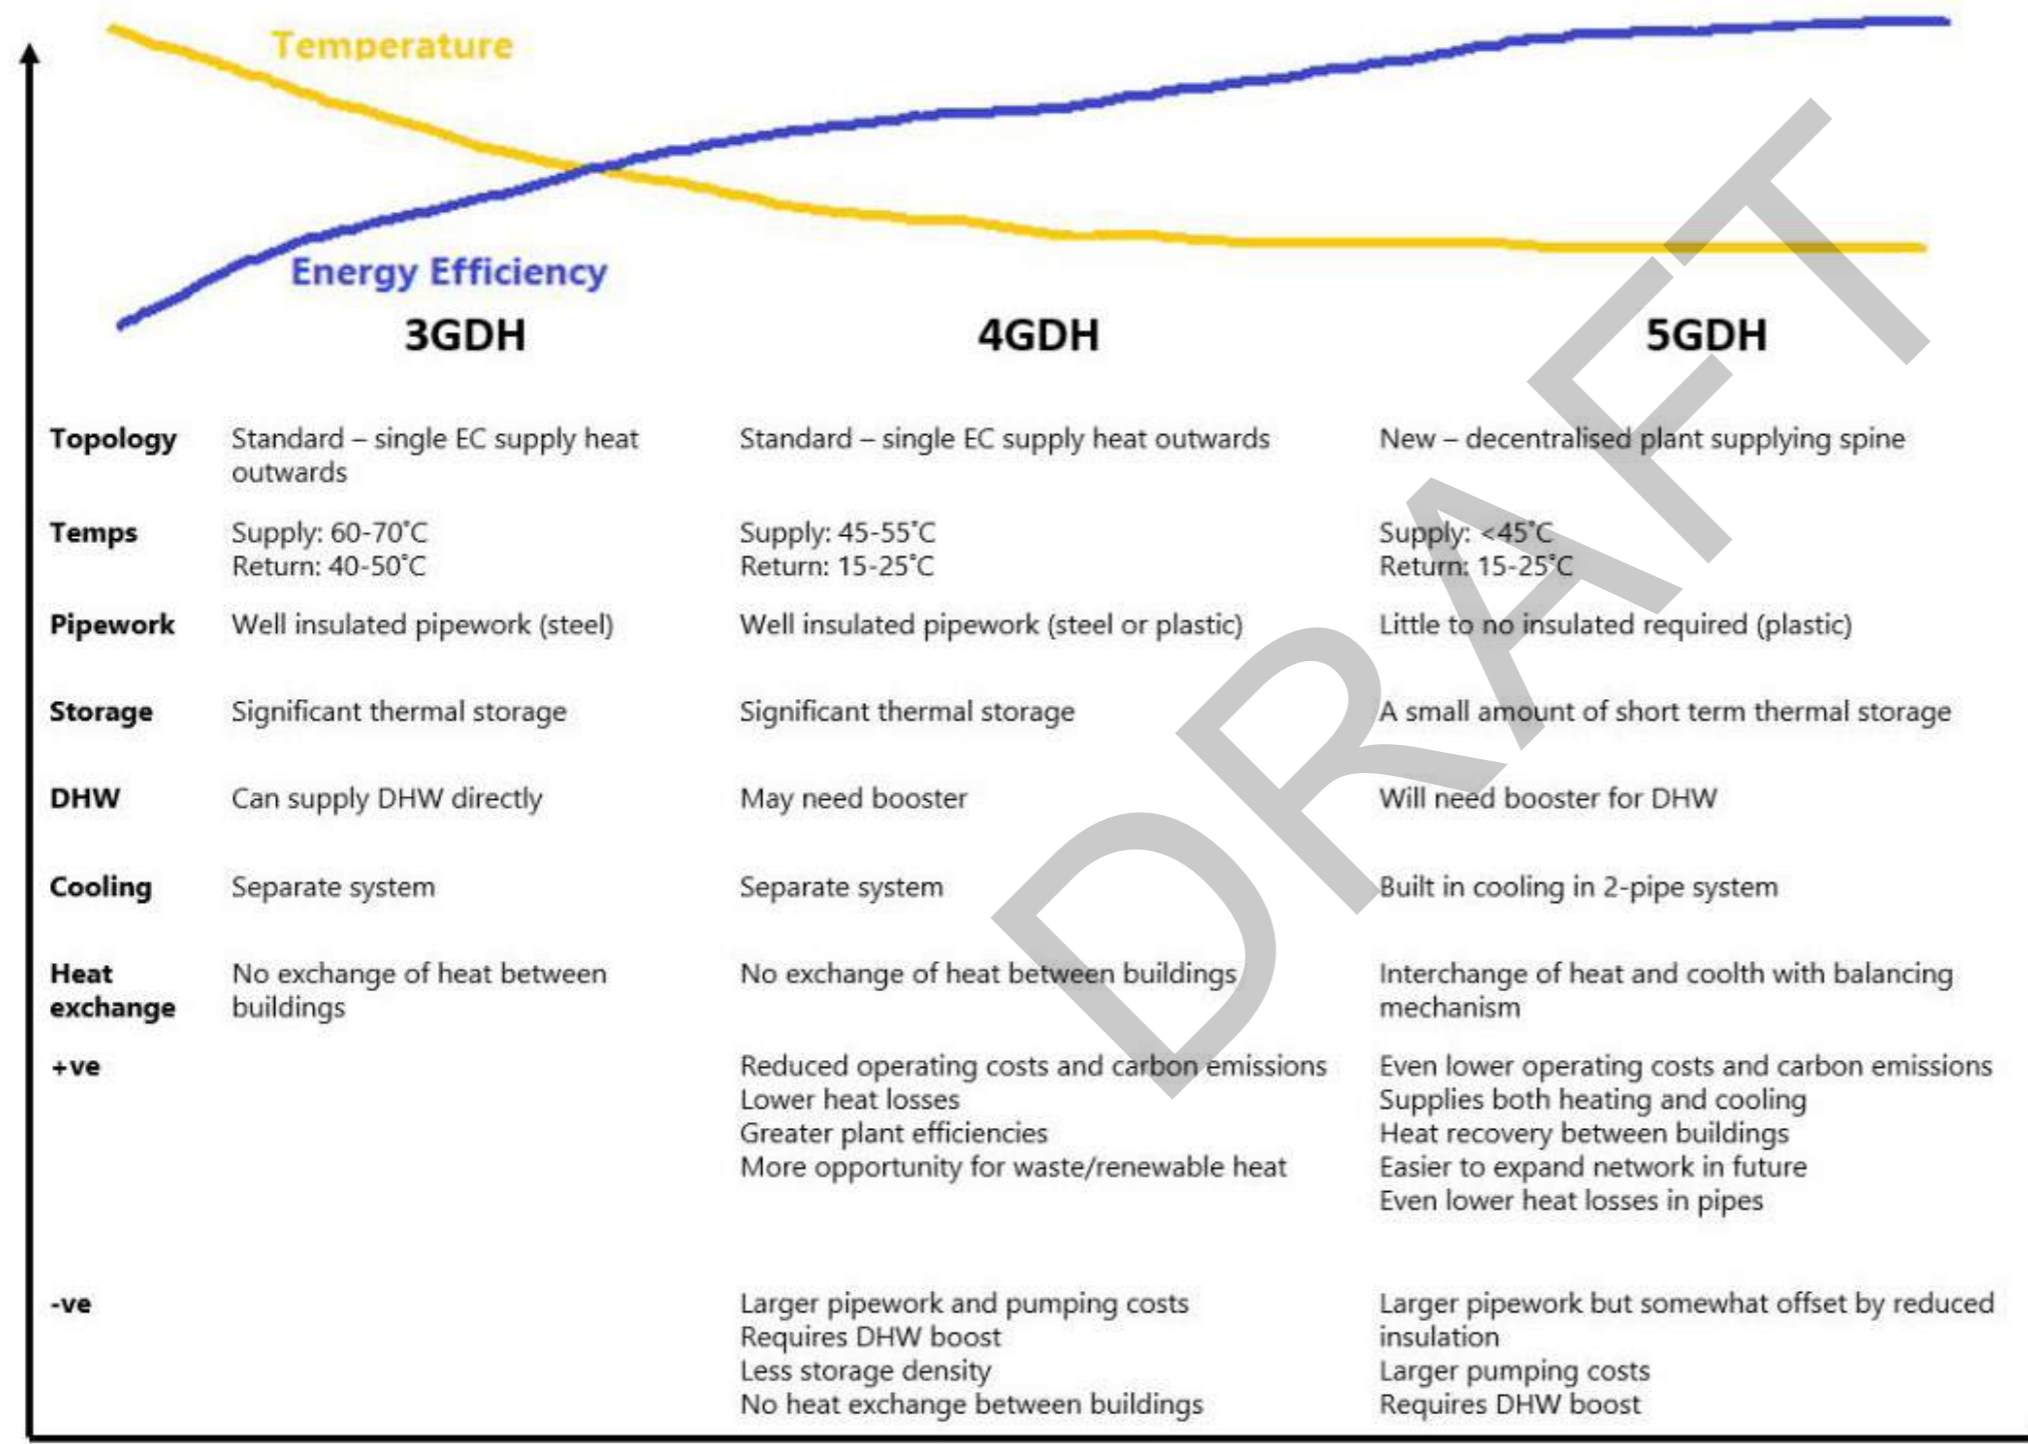 Temperature
Energy Efficiency
3GDH 4GDH 5GDH
Topology Standard – single EC supply heat Standard – single EC supply heat outwards New – decentralised plant supplying spine
outwards
Temps Supply: 60-70˚C Supply: 45-55˚C Supply: <45˚C
Return: 40-50˚C Return: 15-25˚C Return: 15-25˚C
Pipework Well insulated pipework (steel) Well insulated pipework (steel or plastic) Little to no insulated required (plastic)
Storage Significant thermal storage Significant thermal storage A small amount of short term thermal storage
DHW Can supply DHW directly May need booster Will need booster for DHW
Cooling Separate system Separate system Built in cooling in 2-pipe system
Heat No exchange of heat between No exchange of heat between buildings Interchange of heat and coolth with balancing
exchange buildings mechanism
+ve Reduced operating costs and carbon emissions Even lower operating costs and carbon emissions
Lower heat losses Supplies both heating and cooling
Greater plant efficiencies Heat recovery between buildings
More opportunity for waste/renewable heat Easier to expand network in future
Even lower heat losses in pipes
-ve Larger pipework and pumping costs Larger pipework but somewhat offset by reduced
Requires DHW boost insulation
Less storage density Larger pumping costs
No heat exchange between buildings Requires DHW boost
DRAFT